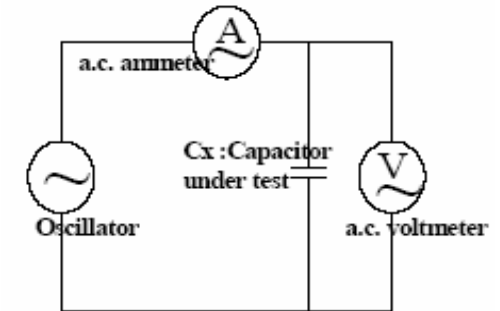 A
a.c. ammeter
Cx :Capacitor
under test
V
Oscillator
a.c. voltmeter